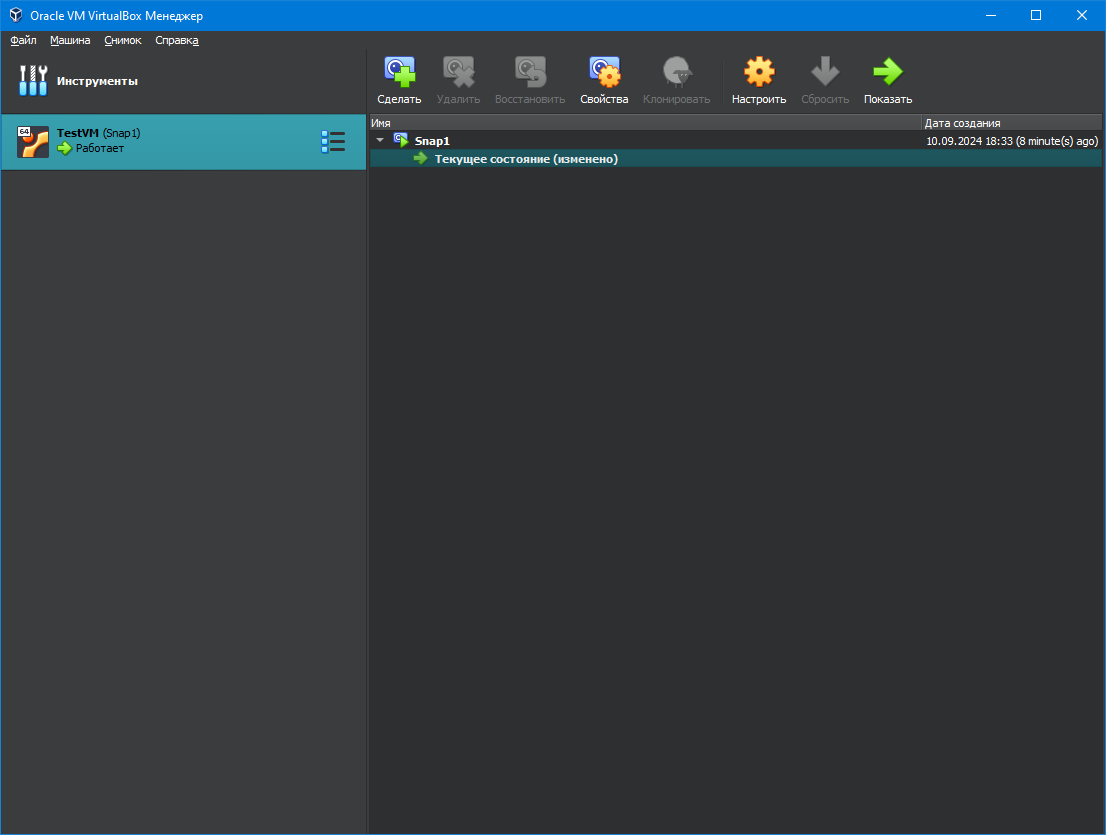 Oracle VM VirtualBox Менеджер
Файл Машина Снимок Справка
Инструменты
Сделать Удалить Восстановить Свойства Клонировать Настроить Сбросить Показать
64
TestVM (Snap1)
Работает
Имя Дата создания
Snap1 10.09.2024 18:33 (8 minute(s) ago)
Текущее состояние (изменено)